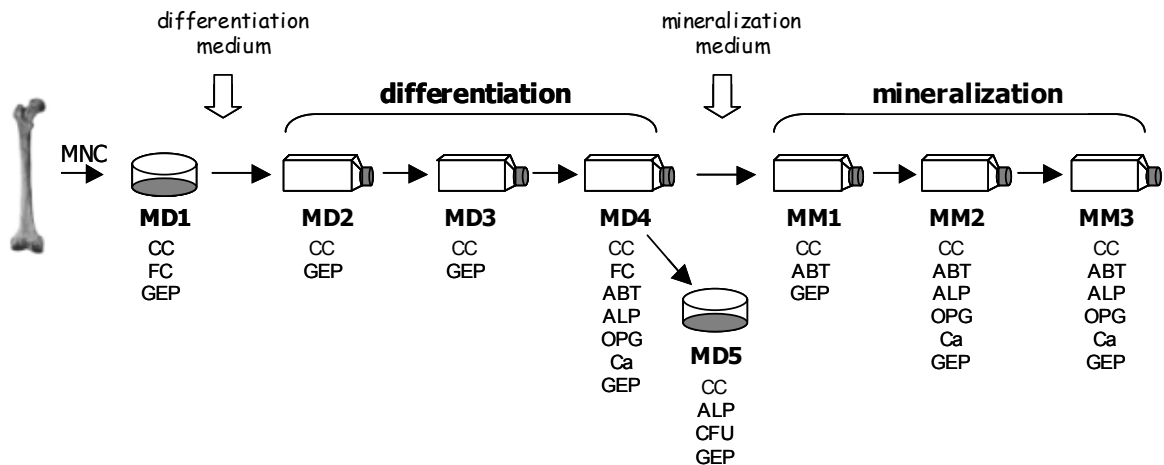 differentiation
medium
mineralization
medium
differentiation
mineralization
MNC
MD1
CC
FC
GEP
MD2
CC
GEP
MD3
CC
GEP
MD4
CC
FC
ABT
ALP
OPG
Ca
GEP
MD5
CC
ALP
CFU
GEP
MM1
CC
ABT
GEP
MM2
CC
ABT
ALP
OPG
Ca
GEP
MM3
CC
ABT
ALP
OPG
Ca
GEP